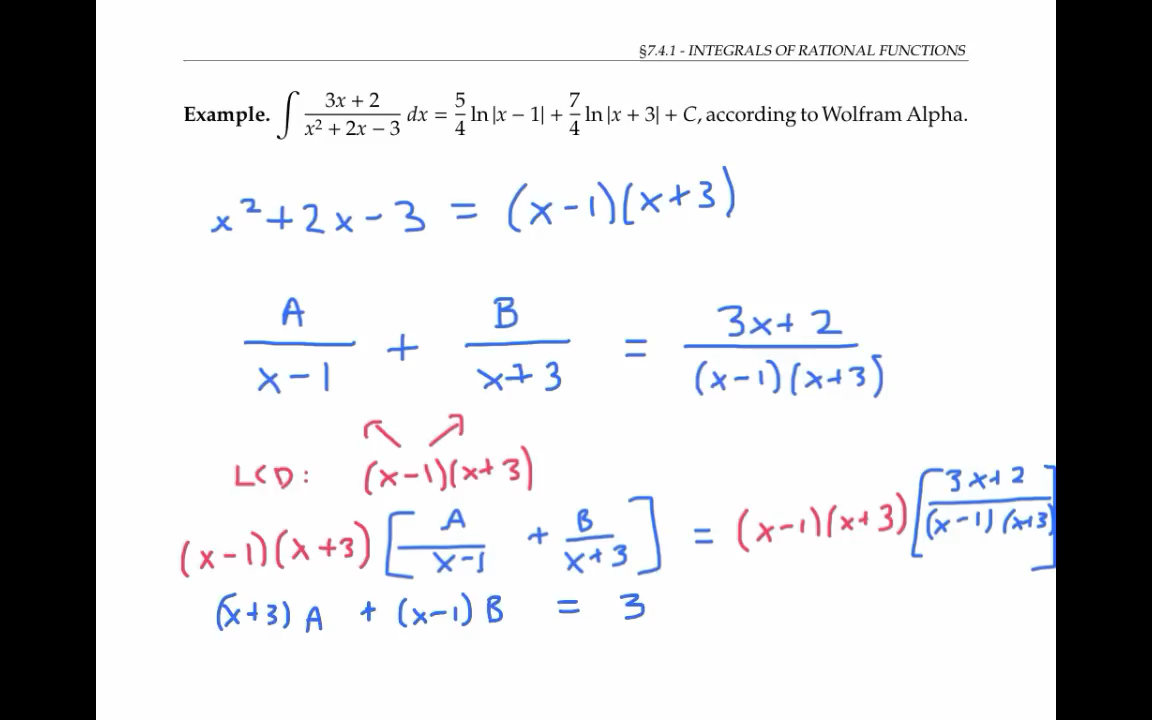 §7.4.1 - INTEGRALS OF RATIONAL FUNCTIONS
Example. ∫ (3x + 2)/(x² + 2x − 3) dx = 5/4 ln|x − 1| + 7/4 ln|x + 3| + C, according to Wolfram Alpha.
x² + 2x − 3 = (x − 1)(x + 3)
A/(x − 1) + B/(x + 3) = (3x + 2)/((x − 1)(x + 3))
LCD: (x − 1)(x + 3)
(x − 1)(x + 3) [A/(x − 1) + B/(x + 3)] = (x − 1)(x + 3) [(3x + 2)/((x − 1)(x + 3))]
(x + 3) A + (x − 1) B = 3